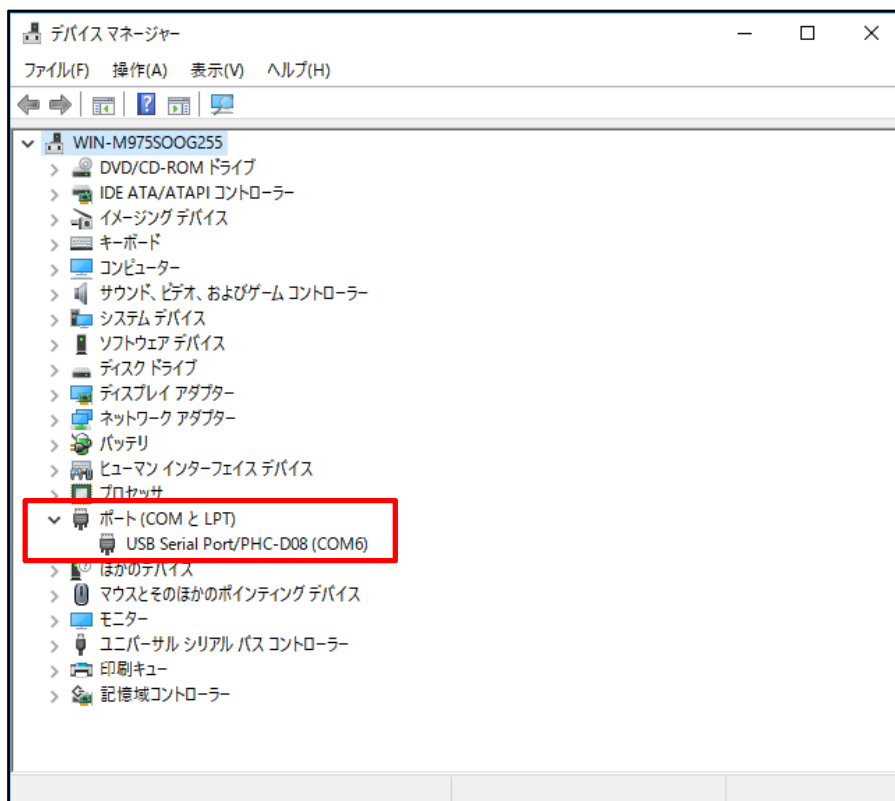 デバイス マネージャー
ファイル(F) 操作(A) 表示(V) ヘルプ(H)
WIN-M975SOOG255
DVD/CD-ROM ドライブ
IDE ATA/ATAPI コントローラー
イメージング デバイス
キーボード
コンピューター
サウンド、ビデオ、およびゲーム コントローラー
システム デバイス
ソフトウェア デバイス
ディスク ドライブ
ディスプレイ アダプター
ネットワーク アダプター
バッテリ
ヒューマン インターフェイス デバイス
プロセッサ
ポート (COM と LPT)
USB Serial Port/PHC-D08 (COM6)
ほかのデバイス
マウスとそのほかのポインティング デバイス
モニター
ユニバーサル シリアル バス コントローラー
印刷キュー
記憶域コントローラー